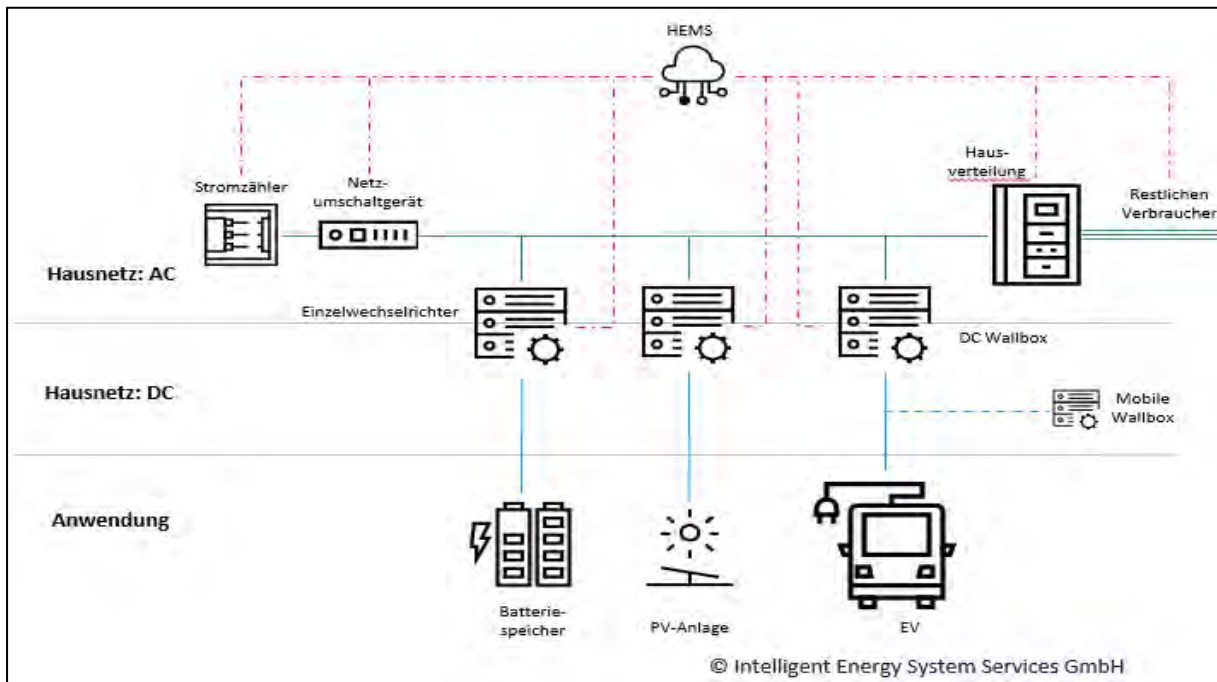 HEMS
Stromzähler
Netz-
umschaltgerät
Haus-
verteilung
Restlichen
Verbraucher
Hausnetz: AC
Einzelwechselrichter
DC Wallbox
Hausnetz: DC
Mobile
Wallbox
Anwendung
Batterie-
speicher
PV-Anlage
EV
© Intelligent Energy System Services GmbH